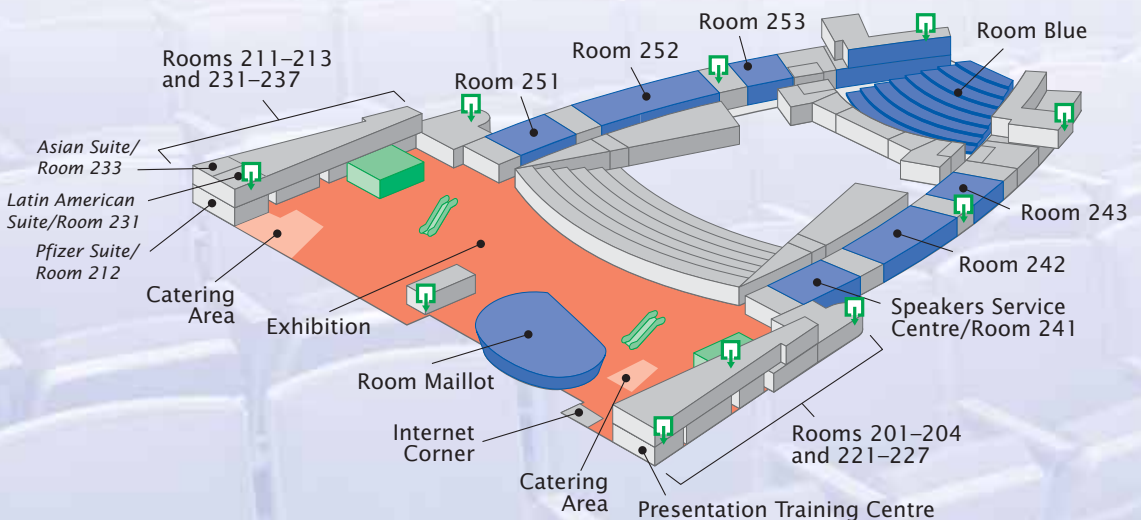 Room 253
Room Blue
Room 252
Rooms 211–213
and 231–237
Room 251
Asian Suite/
Room 233
Latin American
Suite/Room 231
Pfizer Suite/
Room 212
Room 243
Room 242
Catering
Area
Exhibition
Speakers Service
Centre/Room 241
Room Maillot
Internet
Corner
Rooms 201–204
and 221–227
Catering
Area
Presentation Training Centre